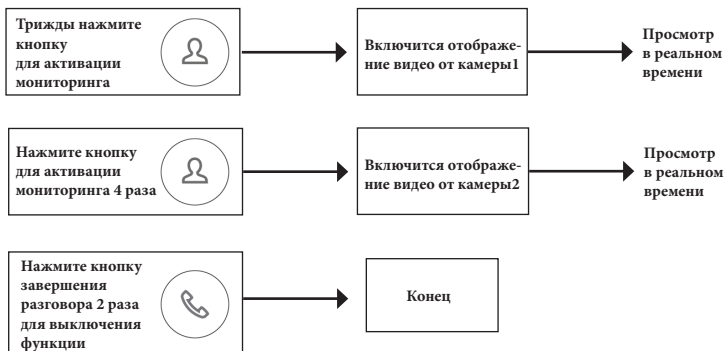 Трижды нажмите
кнопку
для активации
мониторинга
Включится отображе-
ние видео от камеры1
Просмотр
в реальном
времени
Нажмите кнопку
для активации
мониторинга 4 раза
Включится отображе-
ние видео от камеры2
Просмотр
в реальном
времени
Нажмите кнопку
завершения
разговора 2 раза
для выключения
функции
Конец